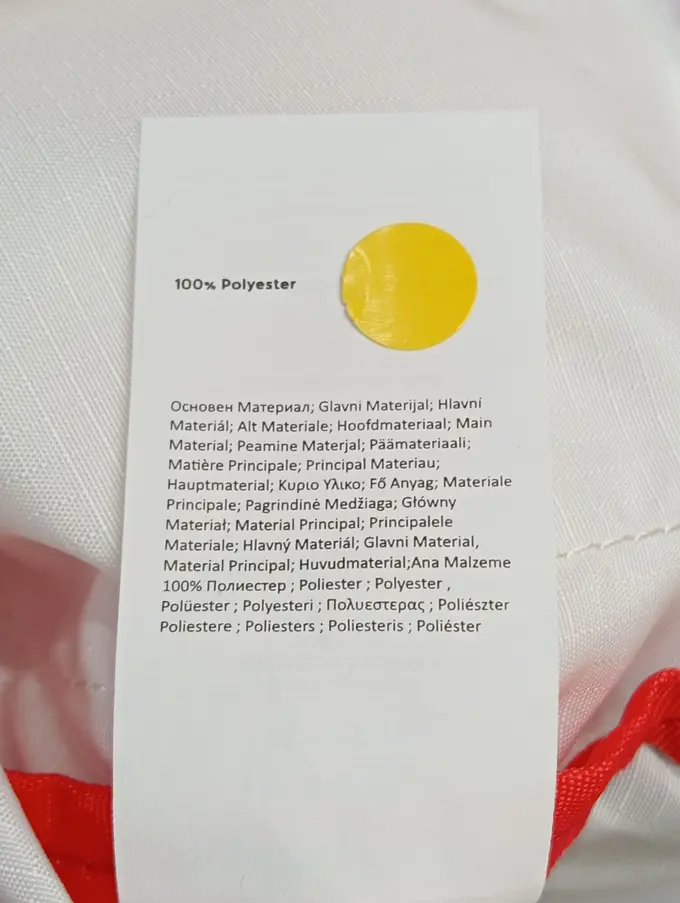 100% Polyester
Основен Материал; Glavni Materijal; Hlavní
Materiál; Alt Materiale; Hoofdmateriaal; Main
Material; Peamine Materjal; Päämateriaali;
Matière Principale; Principal Materiau;
Hauptmaterial; Κυριο Υλικο; Fő Anyag; Materiale
Principale; Pagrindinė Medžiaga; Główny
Materiał; Material Principal; Principalele
Materiale; Hlavný Materiál; Glavni Material,
Material Principal; Huvudmaterial;Ana Malzeme
100% Полиестер ; Poliester ; Polyester ,
Polüester ; Polyesteri ; Πολυεστερας ; Poliészter
Poliestere ; Poliesters ; Poliesteris ; Poliéster